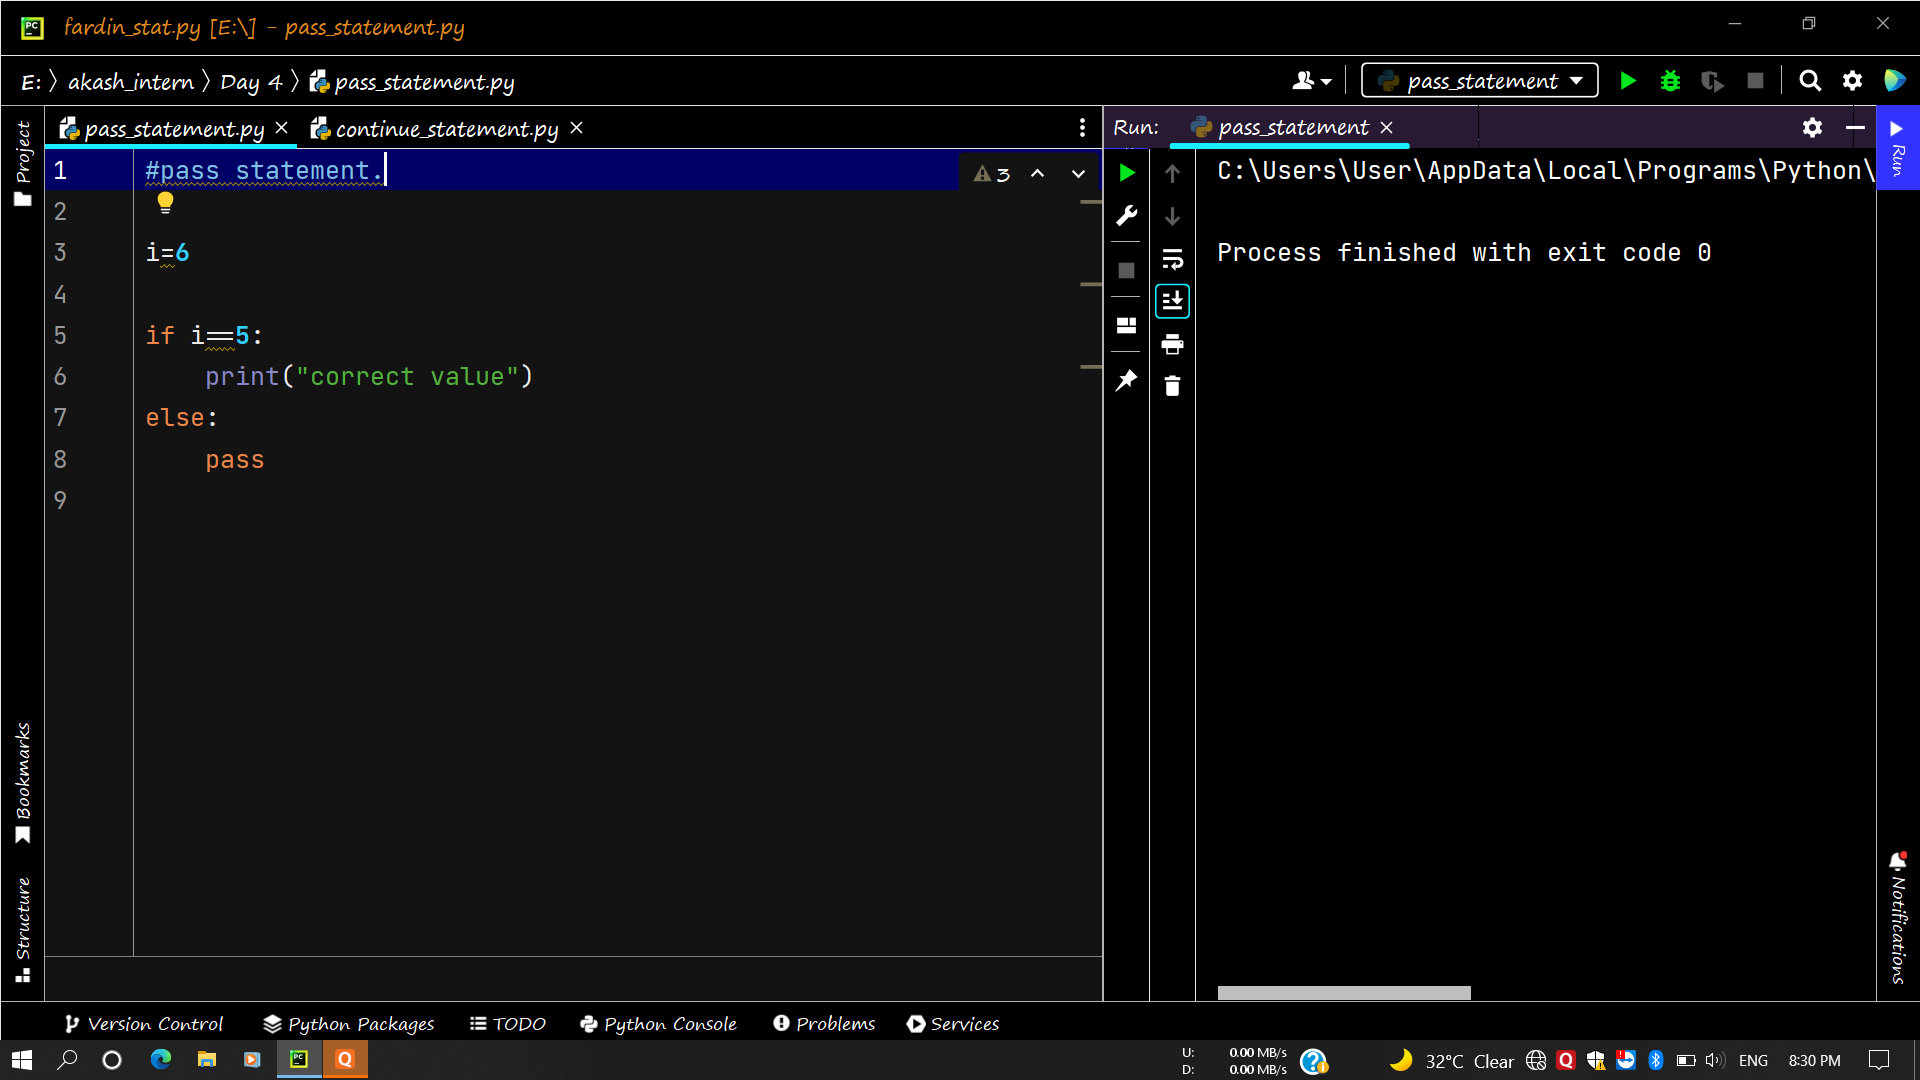 fardin_stat.py [E:\] - pass_statement.py
E: 〉 akash_intern 〉 Day 4 〉 pass_statement.py
pass_statement
Project
pass_statement.py
continue_statement.py
Run: pass_statement
Run
1 #pass statement.
3
2
3 i=6
4
5 if i==5:
6 print("correct value")
7 else:
8 pass
9
C:\Users\User\AppData\Local\Programs\Python\
Process finished with exit code 0
Bookmarks
Structure
Notifications
Version Control Python Packages TODO Python Console Problems Services
U: 0.00 MB/s
D: 0.00 MB/s
32°C Clear ENG 8:30 PM